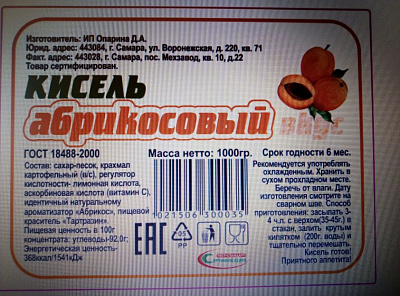 Изготовитель: ИП Опарина Д.А.
Юрид. адрес: 443084, г. Самара, ул. Воронежская, д. 220, кв. 71
Факт. адрес: 443028, г. Самара, пос. Мехзавод, кв. 10, д.22
Товар сертифицирован.
КИСЕЛЬ
абрикосовый
вкус
ГОСТ 18488-2000
Масса нетто: 1000гр.
Срок годности 6 мес.
Состав: сахар-песок, крахмал
картофельный (в/с), регулятор
кислотности- лимонная кислота,
аскорбиновая кислота (витамин С),
идентичный натуральному
ароматизатор «Абрикос», пищевой
краситель «Тартразин».
Пищевая ценность в 100г
концентрата: углеводы-92,0г;
Энергетическая ценность-
368ккал/1541кДж
1021506300035
EAC
05
PP
Рекомендуется употреблять
охлажденным. Хранить в
сухом прохладном месте.
Беречь от влаги. Дату
изготовления смотрите на
сварном шве. Способ
приготовления: засыпать 3-
4 ч.л. с верхом(35-45г.) в
стакан, залить крутым
кипятком (200г. воды) и
тщательно перемешать.
Кисель готов!
Приятного аппетита!